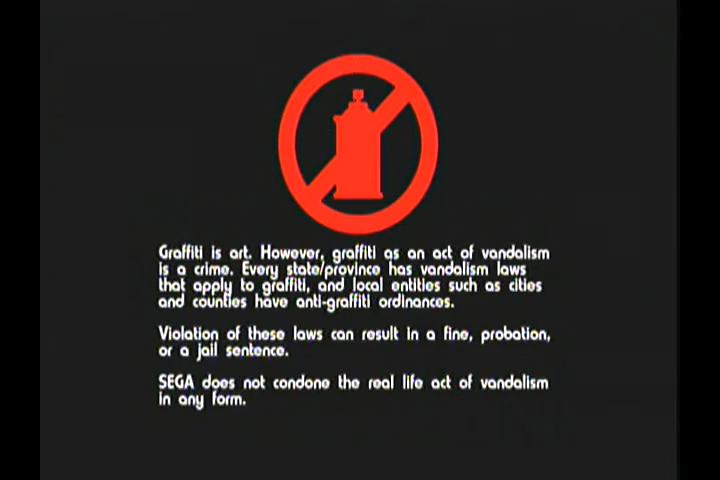 Graffiti is art. However, graffiti as an act of vandalism
is a crime. Every state/province has vandalism laws
that apply to graffiti, and local entities such as cities
and counties have anti-graffiti ordinances.
Violation of these laws can result in a fine, probation,
or a jail sentence.
SEGA does not condone the real life act of vandalism
in any form.